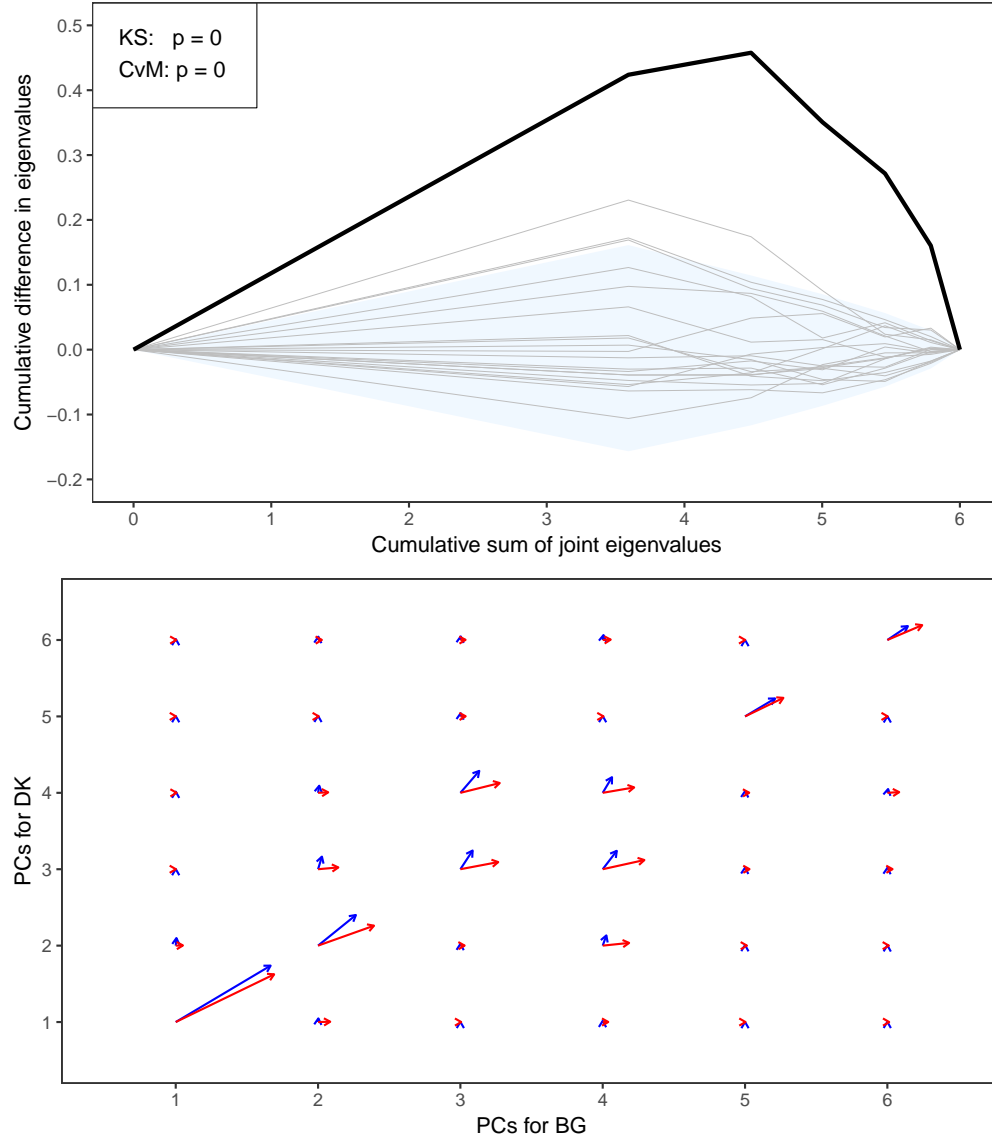 KS: p = 0
CvM: p = 0
Cumulative difference in eigenvalues
0.5
0.4
0.3
0.2
0.1
0.0
−0.1
−0.2
0 1 2 3 4 5 6
Cumulative sum of joint eigenvalues
PCs for DK
6
5
4
3
2
1
1 2 3 4 5 6
PCs for BG